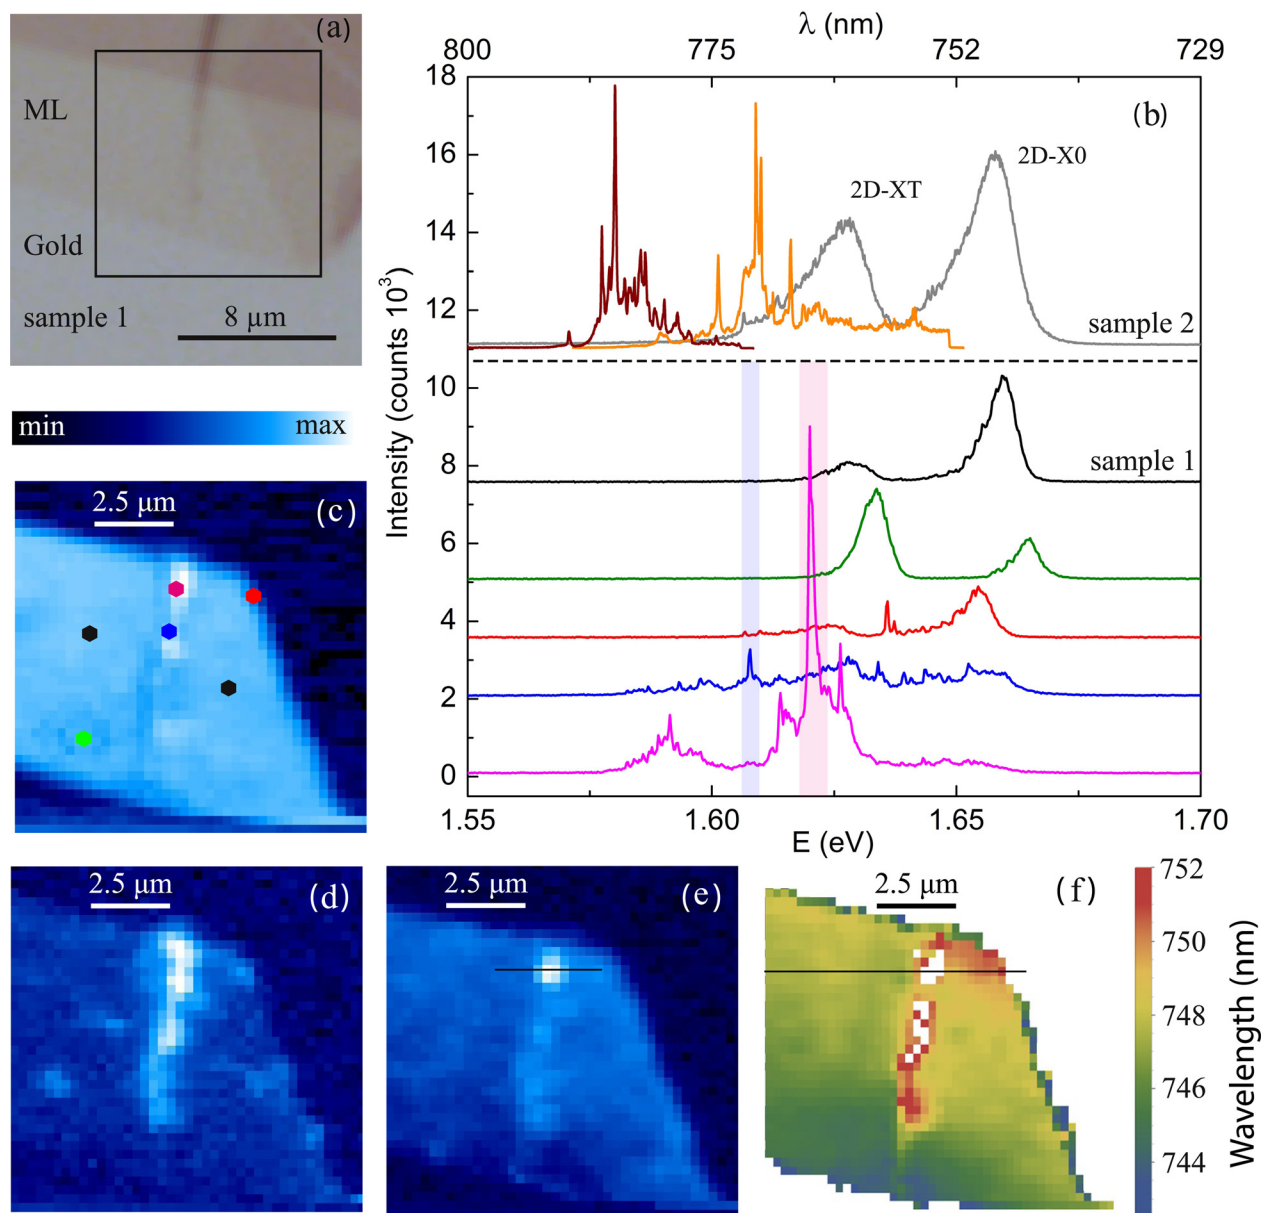 (a)
ML
Gold
sample 1
8 µm
min
max
λ (nm)
800
775
752
729
(b)
18
16
14
12
10
8
6
4
2
0
Intensity (counts 10³)
2D-XT
2D-X0
sample 2
sample 1
1.55
1.60
1.65
1.70
E (eV)
2.5 µm
(c)
2.5 µm
(d)
2.5 µm
(e)
2.5 µm
(f)
752
750
748
746
744
Wavelength (nm)